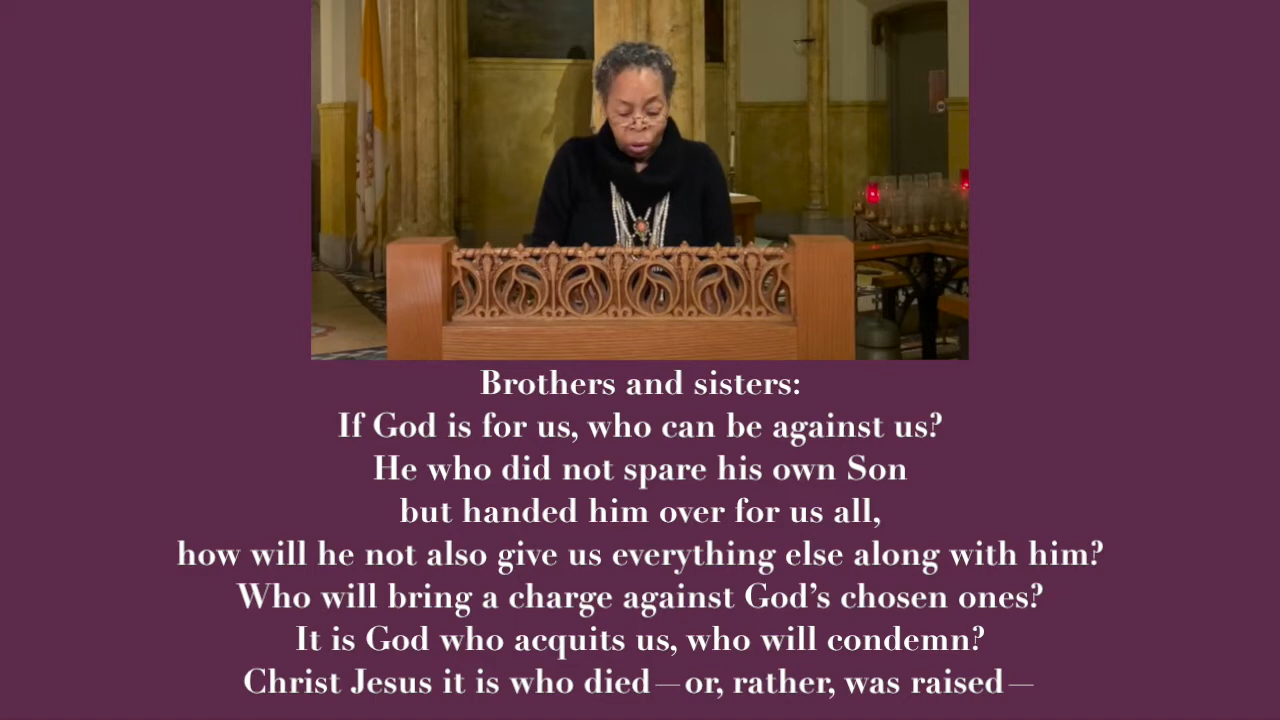 Brothers and sisters:
If God is for us, who can be against us?
He who did not spare his own Son
but handed him over for us all,
how will he not also give us everything else along with him?
Who will bring a charge against God’s chosen ones?
It is God who acquits us, who will condemn?
Christ Jesus it is who died—or, rather, was raised—